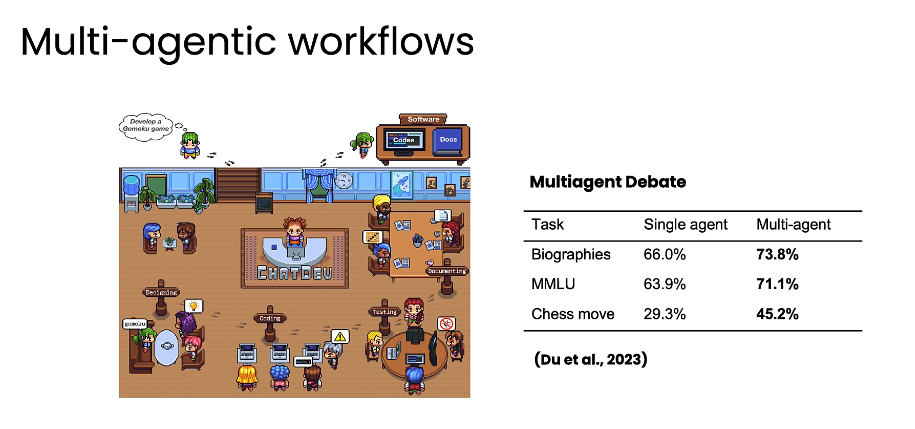 Multi-agentic workflows
Develop a
Gomoku game
Software
Codes
Docs
CHATDEV
Documenting
Designing
Coding
Testing
gomoku
Multiagent Debate
Task Single agent Multi-agent
Biographies 66.0% 73.8%
MMLU 63.9% 71.1%
Chess move 29.3% 45.2%
(Du et al., 2023)